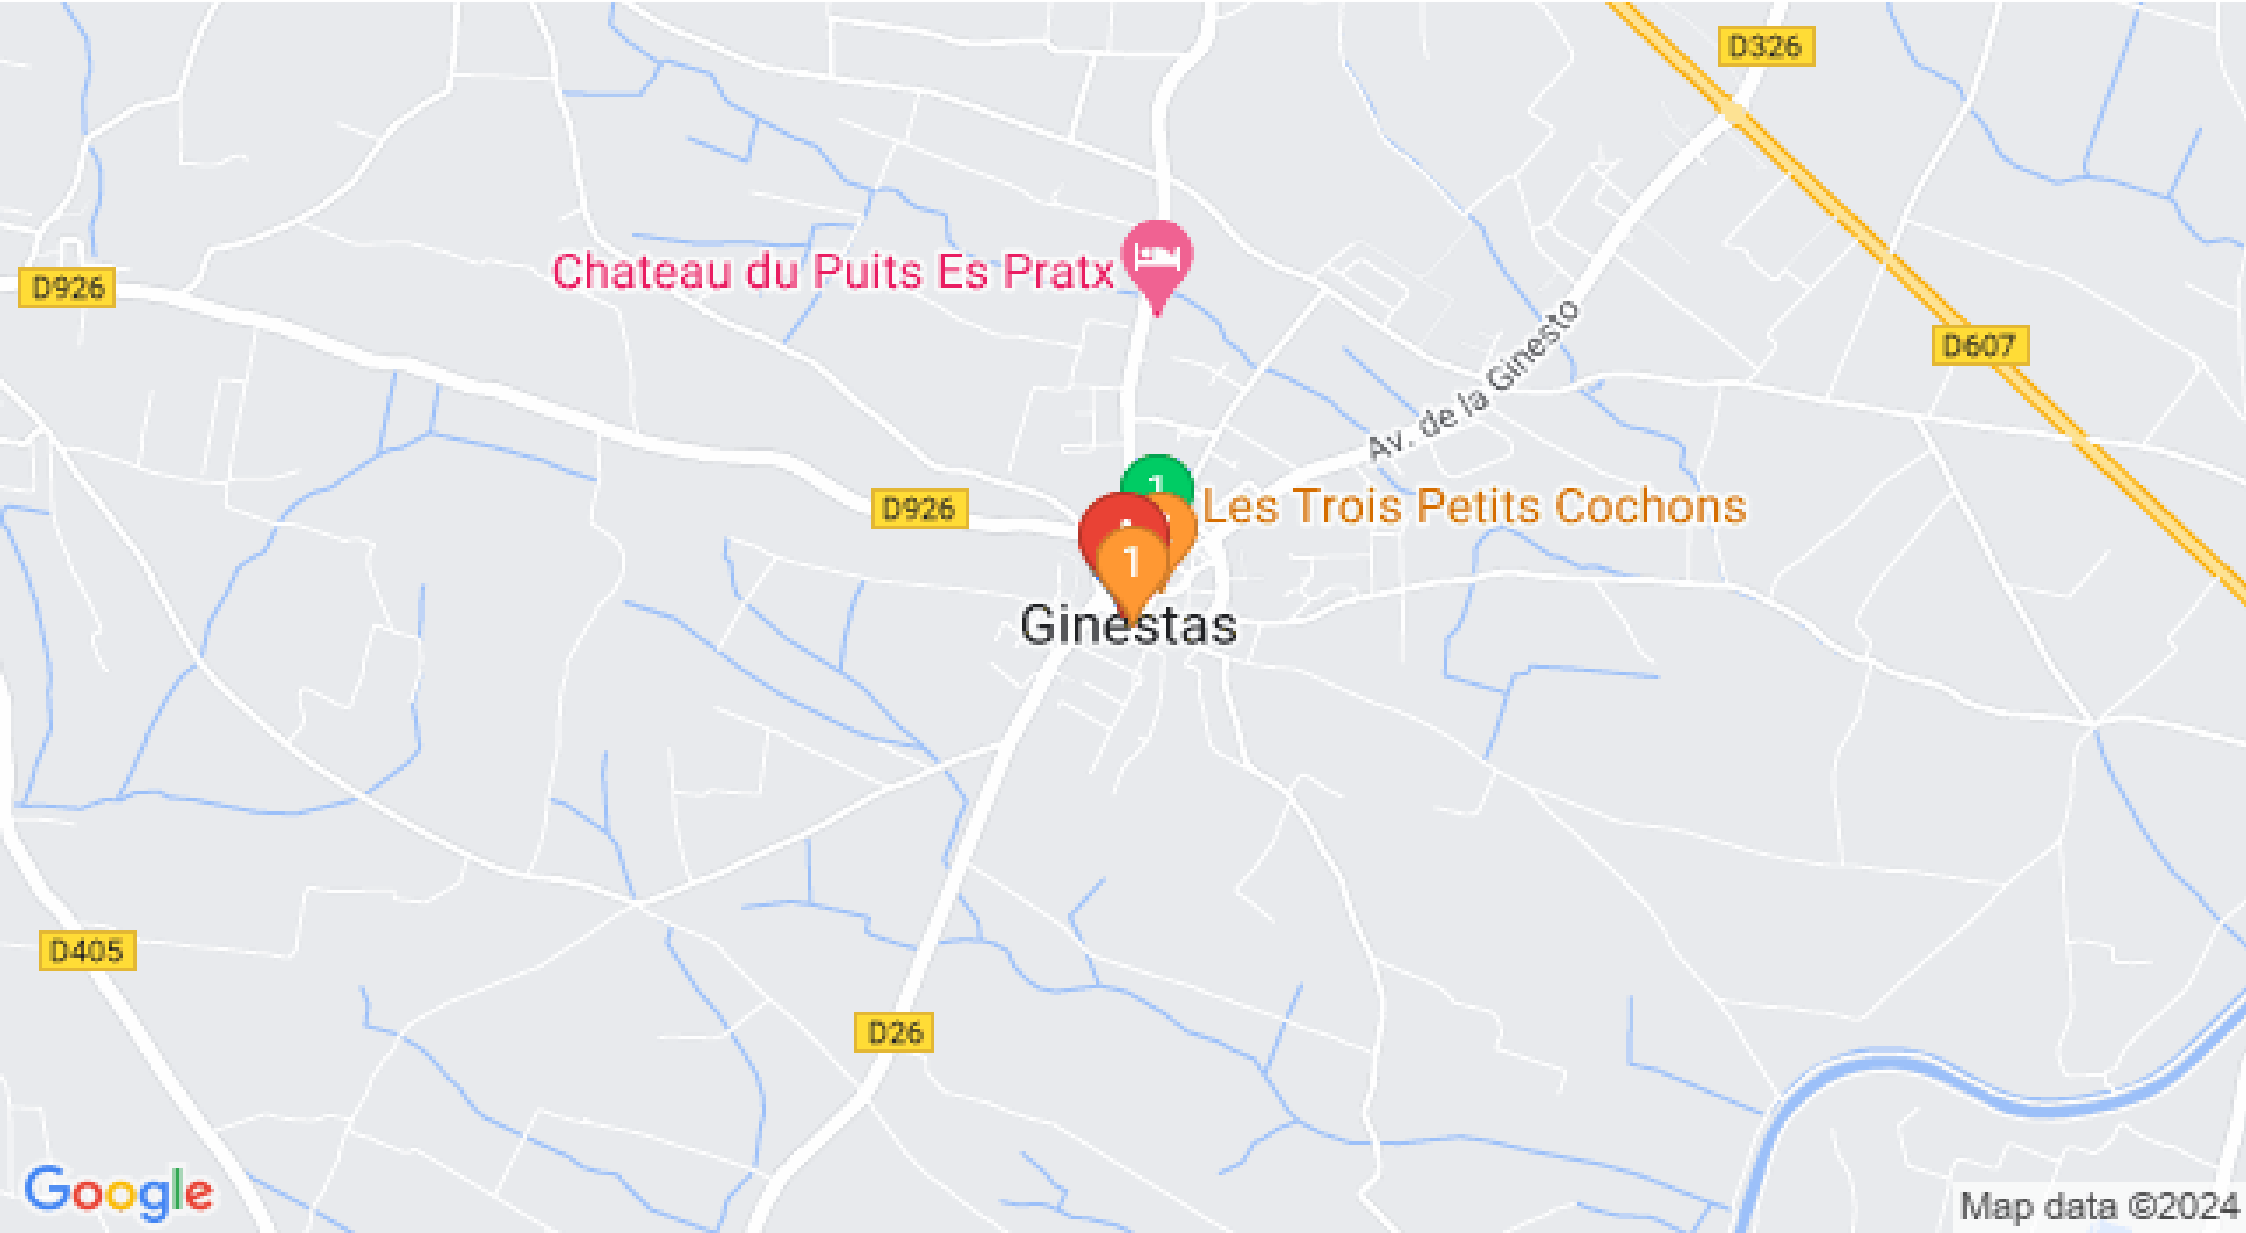 D326
Chateau du Puits Es Pratx
D926
Av. de la Ginesto
D607
1
D926
Les Trois Petits Cochons
1
Ginestas
D405
D26
Google
Map data ©2024